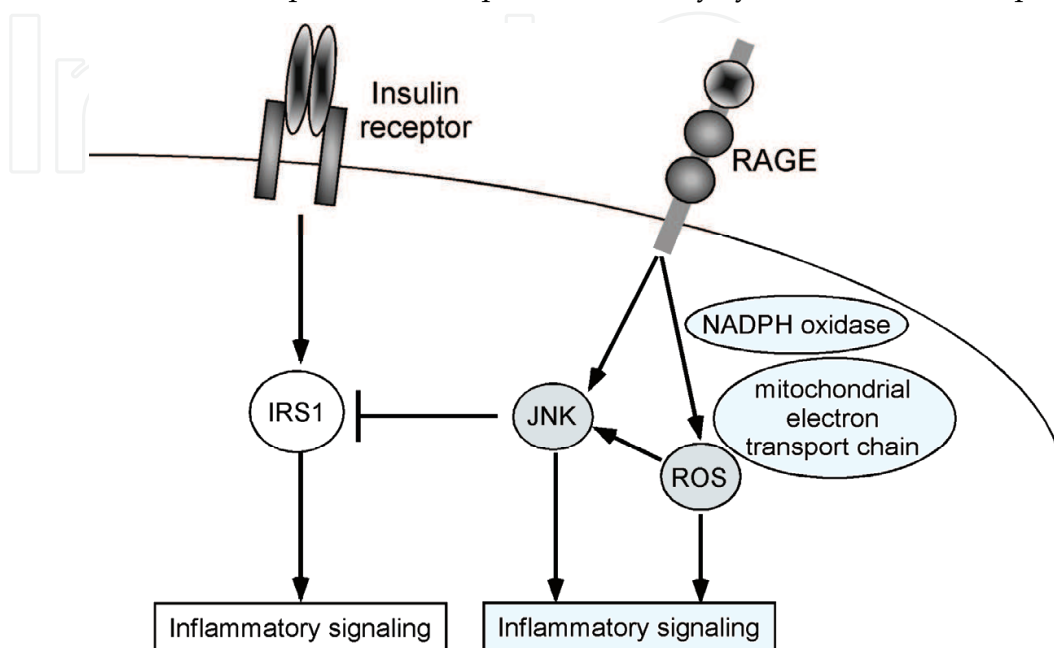 Insulin
receptor
RAGE
NADPH oxidase
mitochondrial
electron
transport chain
IRS1
JNK
ROS
Inflammatory signaling
Inflammatory signaling